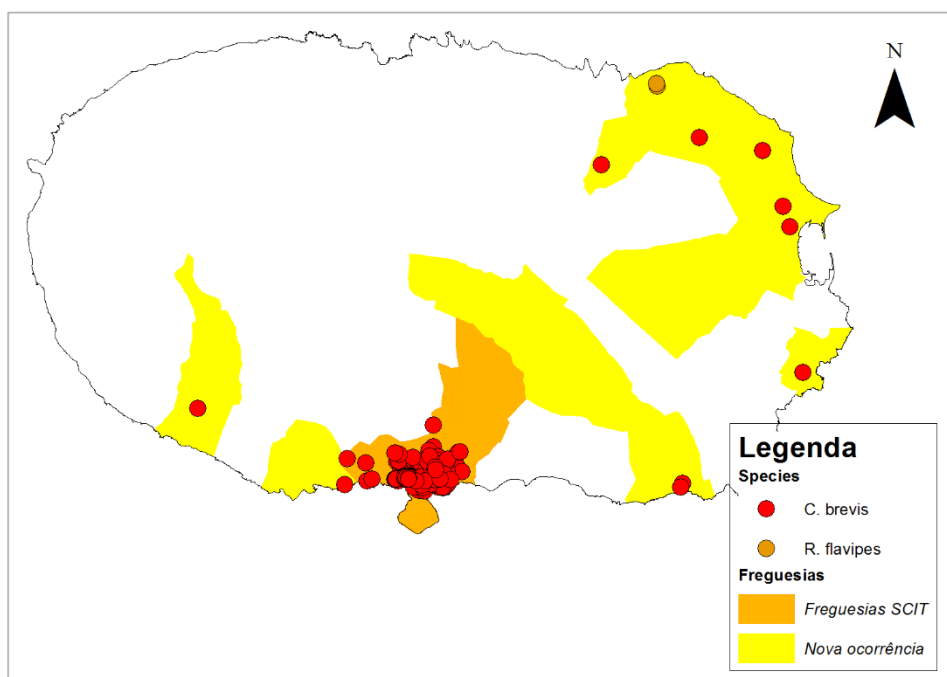 N
Legenda
Species
C. brevis
R. flavipes
Freguesias
Freguesias SCIT
Nova ocorrência